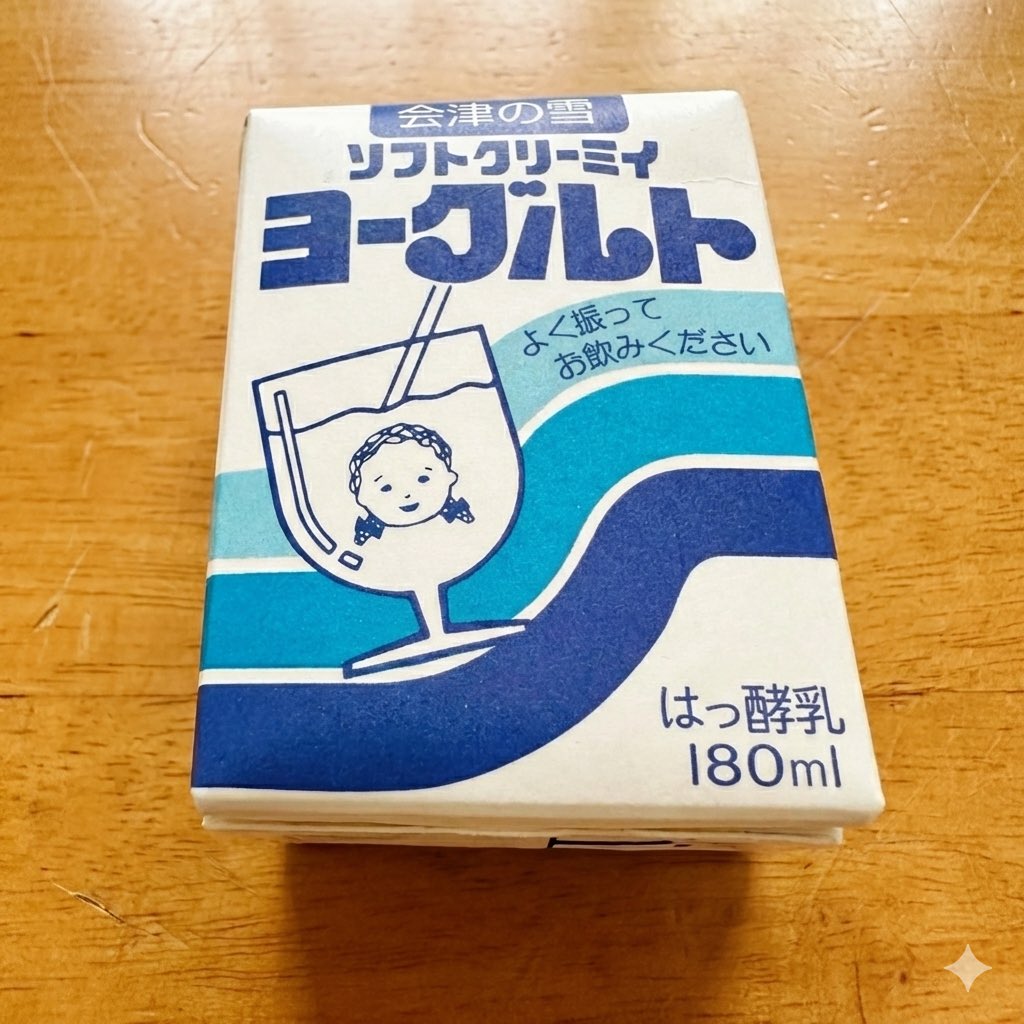 会津の雪
ソフトクリーミィ
ヨーグルト
よく振って
お飲みください
はっ酵乳
180ml